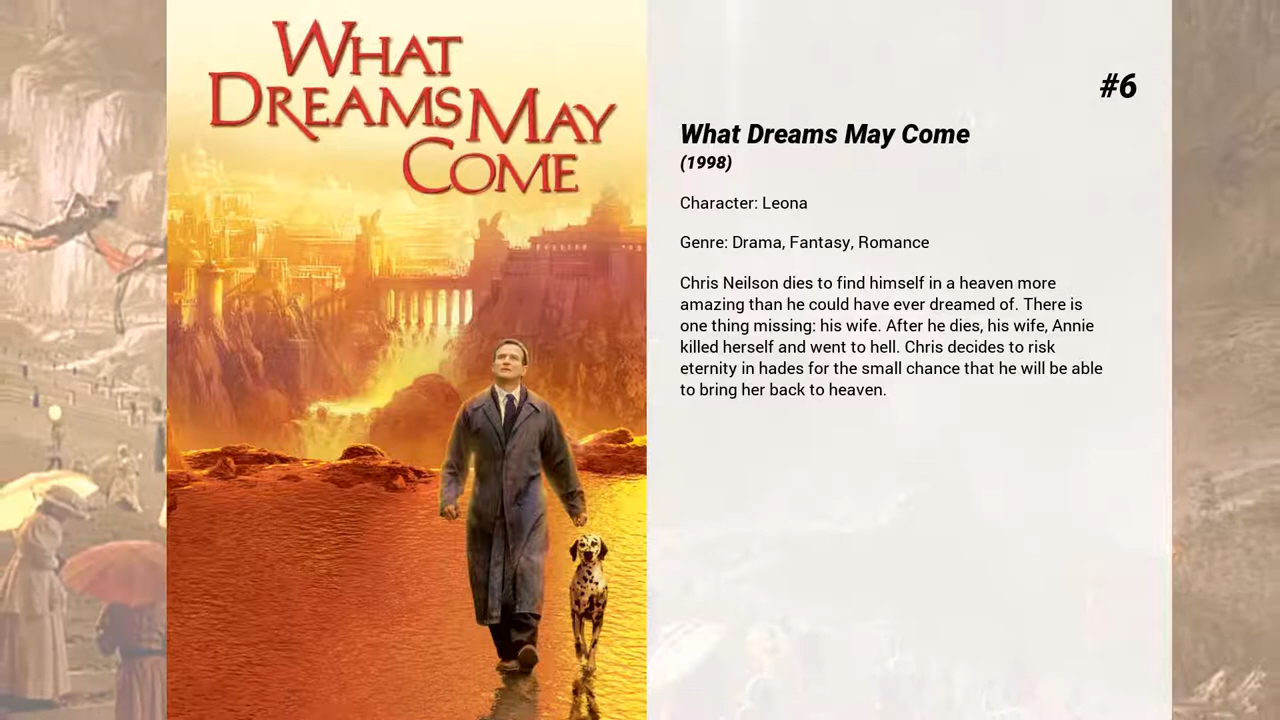 WHAT
DREAMS MAY
COME
#6
What Dreams May Come
(1998)
Character: Leona
Genre: Drama, Fantasy, Romance
Chris Neilson dies to find himself in a heaven more
amazing than he could have ever dreamed of. There is
one thing missing: his wife. After he dies, his wife, Annie
killed herself and went to hell. Chris decides to risk
eternity in hades for the small chance that he will be able
to bring her back to heaven.